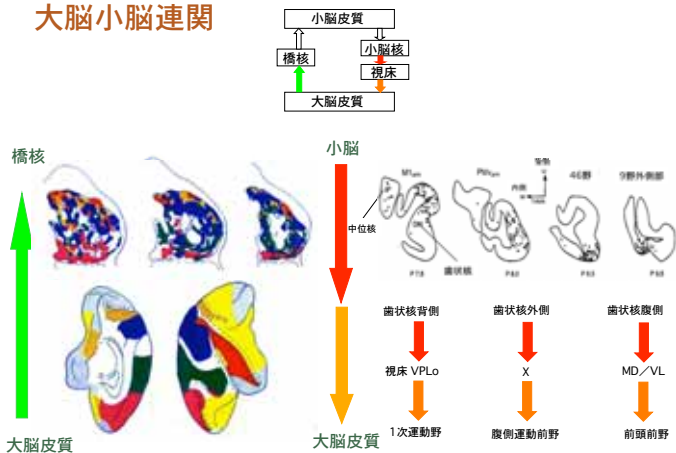 大脳小脳連関
小脳皮質
橋核
小脳核
視床
大脳皮質
橋核
大脳皮質
小脳
大脳皮質
46野
9野外側部
内側
中位核
歯状核
歯状核背側
歯状核外側
歯状核腹側
視床 VPLo
X
MD/VL
1次運動野
腹側運動前野
前頭前野